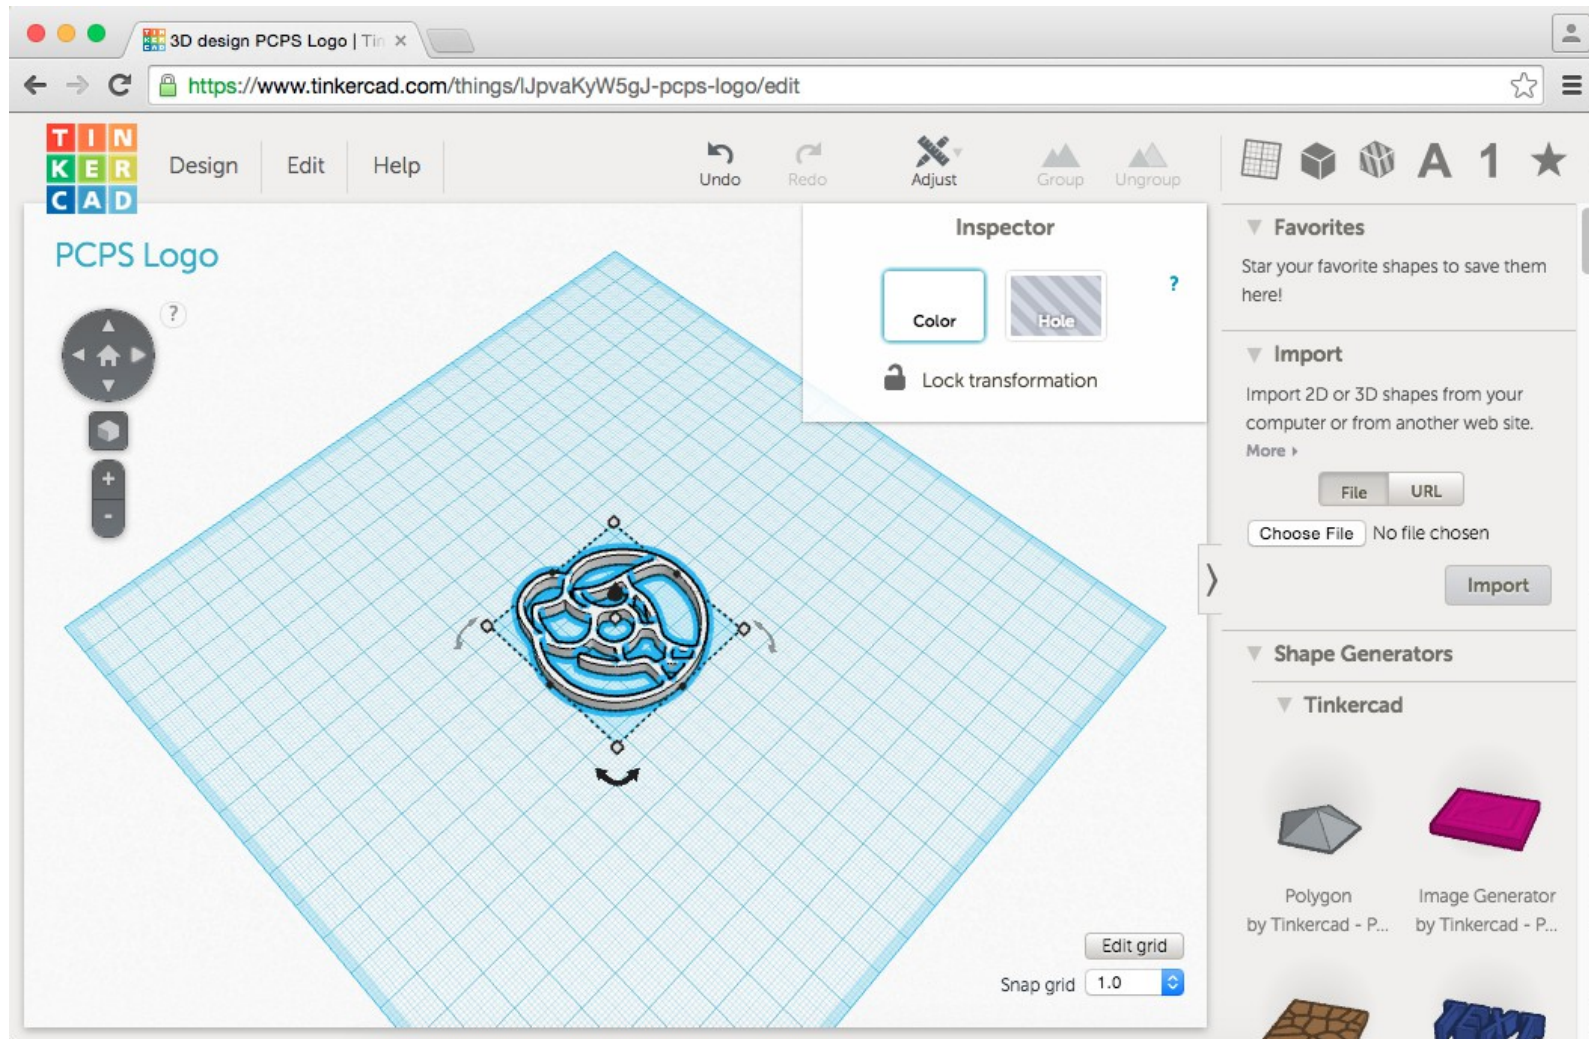 3D design PCPS Logo | Tin
https://www.tinkercad.com/things/lJpvaKyW5gJ-pcps-logo/edit
TIN
KER
CAD
Design
Edit
Help
Undo
Redo
Adjust
Group
Ungroup
A 1
PCPS Logo
?
+
-
Inspector
Color
Hole
?
Lock transformation
Edit grid
Snap grid 1.0
Favorites
Star your favorite shapes to save them
here!
Import
Import 2D or 3D shapes from your
computer or from another web site.
More
File
URL
Choose File No file chosen
Import
Shape Generators
Tinkercad
Polygon
by Tinkercad - P...
Image Generator
by Tinkercad - P...
TEXT